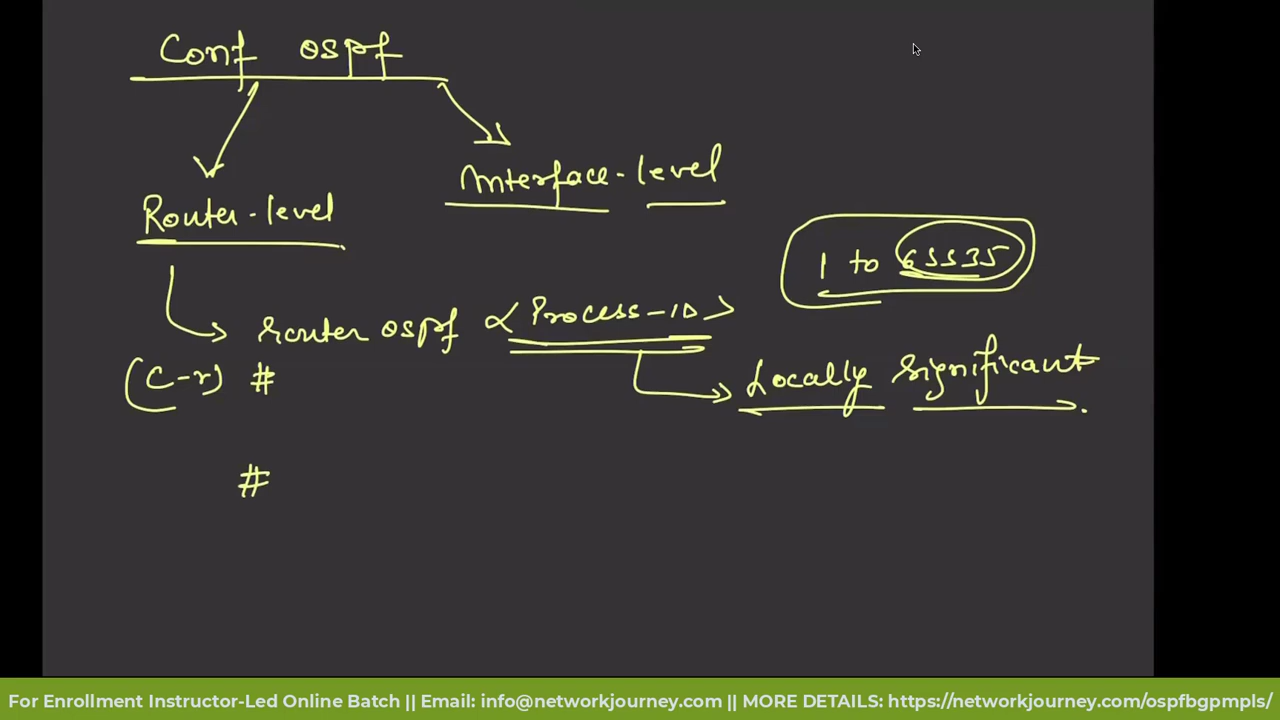 Conf ospf
Interface-level
Router-level
1 to 65535
router ospf <Process-ID>
(c-r) #
Locally significant.
#
For Enrollment Instructor-Led Online Batch || Email: info@networkjourney.com || MORE DETAILS: https://networkjourney.com/ospfbgpmpls/